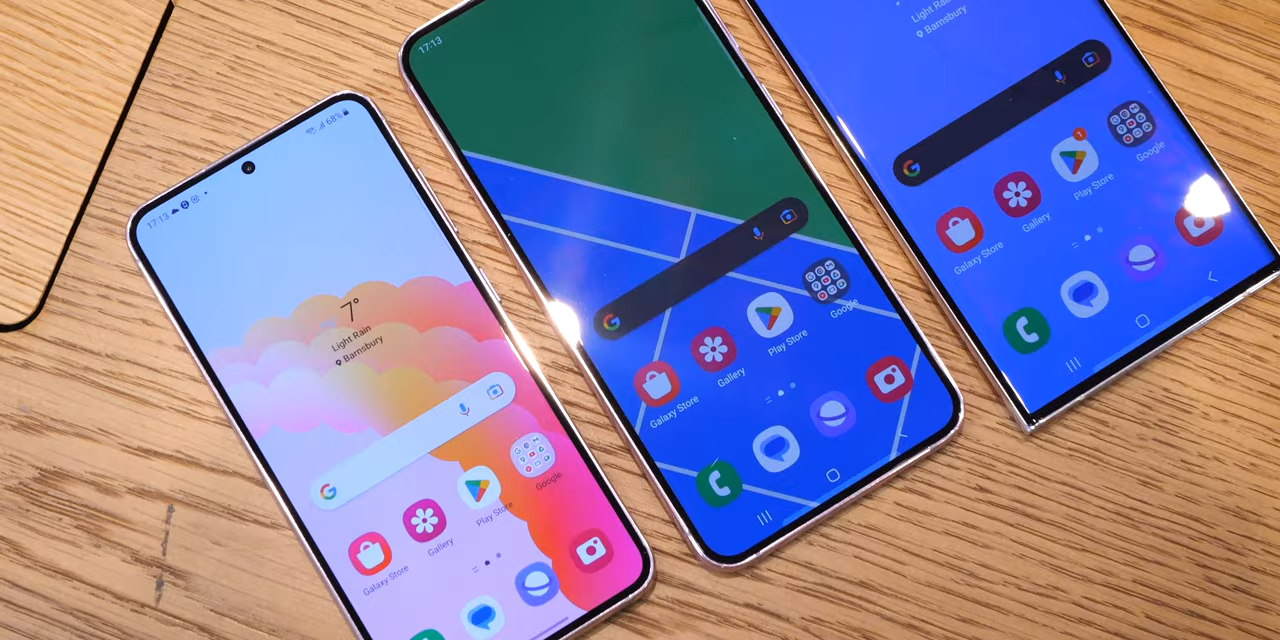 17:13
68%
7°
Light Rain
Barnsbury
G
Galaxy Store
Gallery
Play Store
Google
17:13
G
Galaxy Store
Gallery
Play Store
Google
Light Rain
Barnsbury
G
1
Galaxy Store
Gallery
Play Store
Google